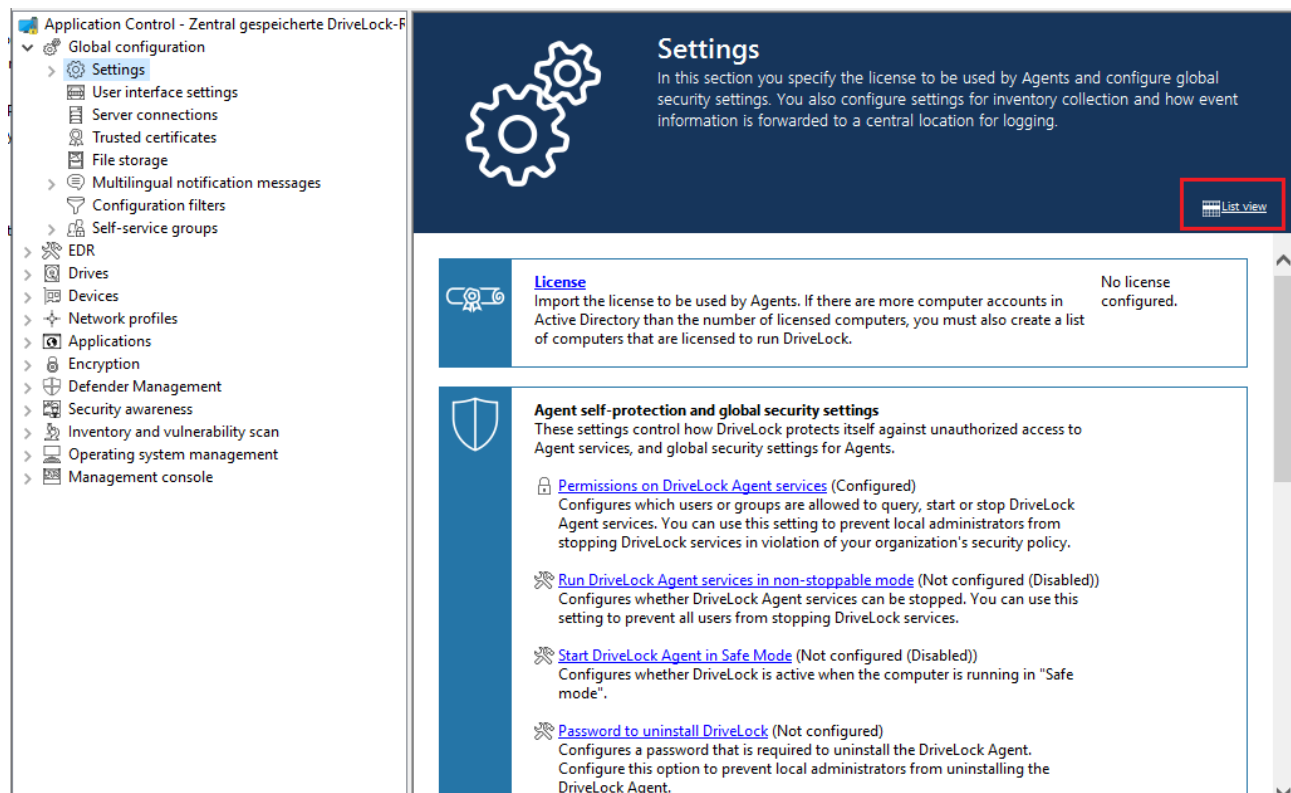 Application Control - Zentral gespeicherte DriveLock-R
Global configuration
Settings
User interface settings
Server connections
Trusted certificates
File storage
Multilingual notification messages
Configuration filters
Self-service groups
EDR
Drives
Devices
Network profiles
Applications
Encryption
Defender Management
Security awareness
Inventory and vulnerability scan
Operating system management
Management console
Settings
In this section you specify the license to be used by Agents and configure global
security settings. You also configure settings for inventory collection and how event
information is forwarded to a central location for logging.
List view
License
Import the license to be used by Agents. If there are more computer accounts in
Active Directory than the number of licensed computers, you must also create a list
of computers that are licensed to run DriveLock.
No license
configured.
Agent self-protection and global security settings
These settings control how DriveLock protects itself against unauthorized access to
Agent services, and global security settings for Agents.
Permissions on DriveLock Agent services (Configured)
Configures which users or groups are allowed to query, start or stop DriveLock
Agent services. You can use this setting to prevent local administrators from
stopping DriveLock services in violation of your organization's security policy.
Run DriveLock Agent services in non-stoppable mode (Not configured (Disabled))
Configures whether DriveLock Agent services can be stopped. You can use this
setting to prevent all users from stopping DriveLock services.
Start DriveLock Agent in Safe Mode (Not configured (Disabled))
Configures whether DriveLock is active when the computer is running in "Safe
mode".
Password to uninstall DriveLock (Not configured)
Configures a password that is required to uninstall the DriveLock Agent.
Configure this option to prevent local administrators from uninstalling the
DriveLock Agent.